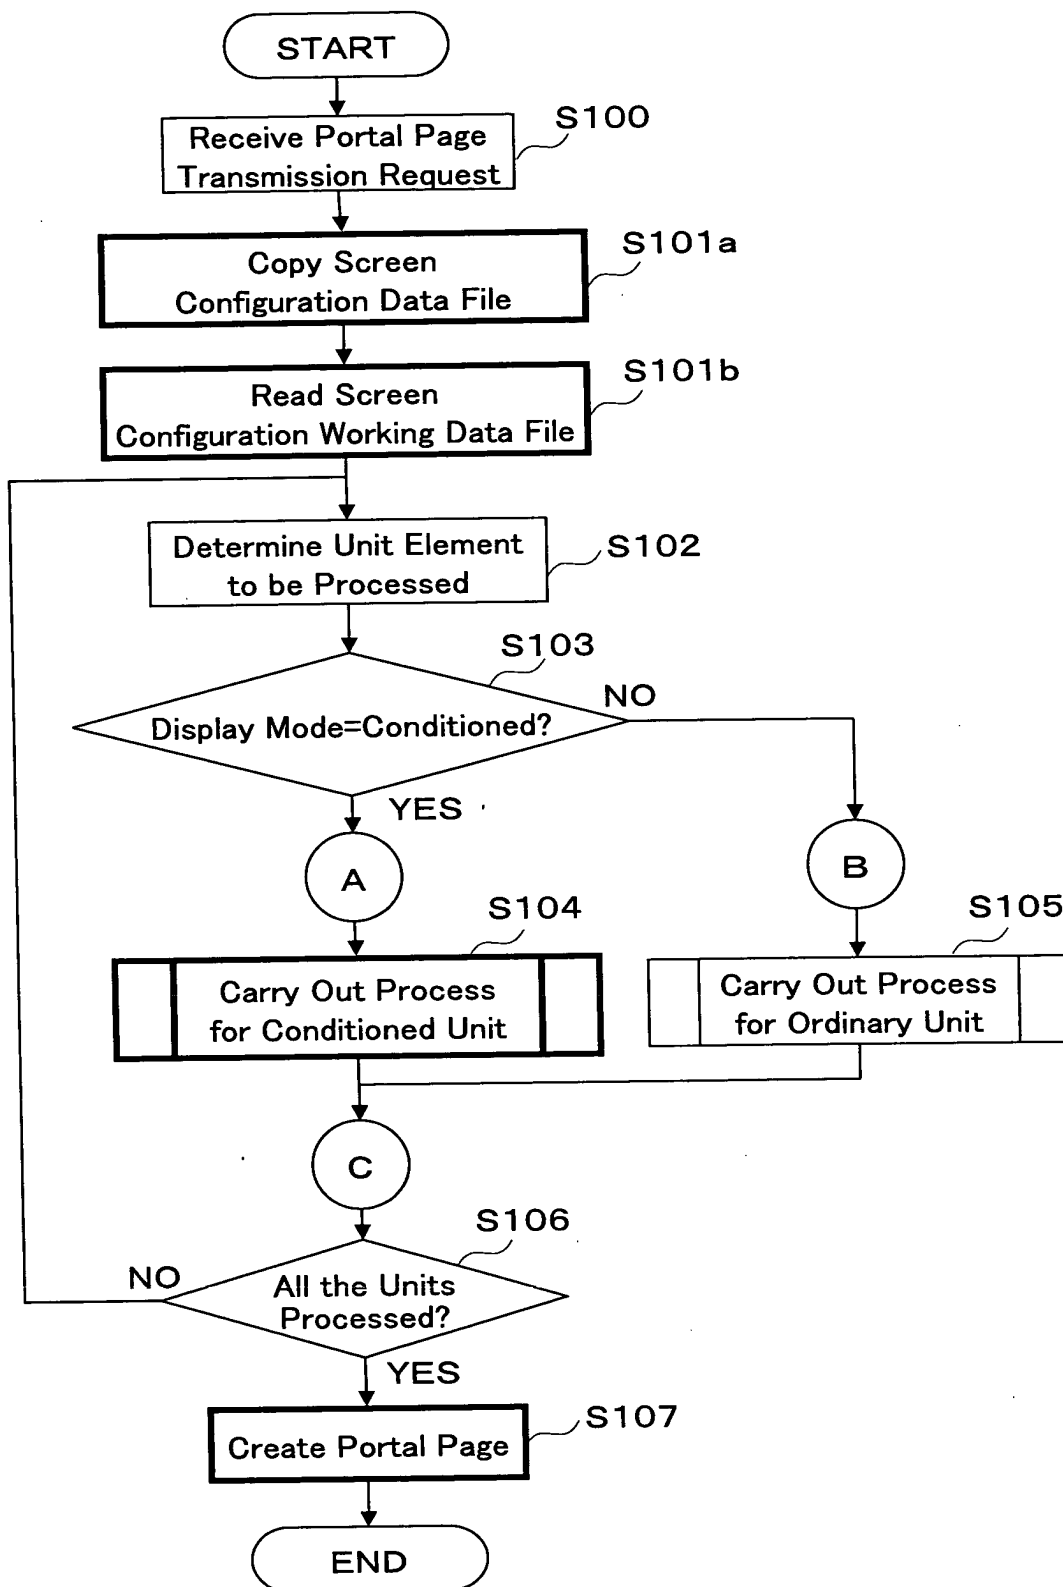 START
Receive Portal Page
Transmission Request
S100
Copy Screen
Configuration Data File
S101a
Read Screen
Configuration Working Data File
S101b
Determine Unit Element
to be Processed
S102
S103
Display Mode=Conditioned?
NO
YES
A
B
S104
Carry Out Process
for Conditioned Unit
S105
Carry Out Process
for Ordinary Unit
C
S106
All the Units
Processed?
NO
YES
S107
Create Portal Page
END